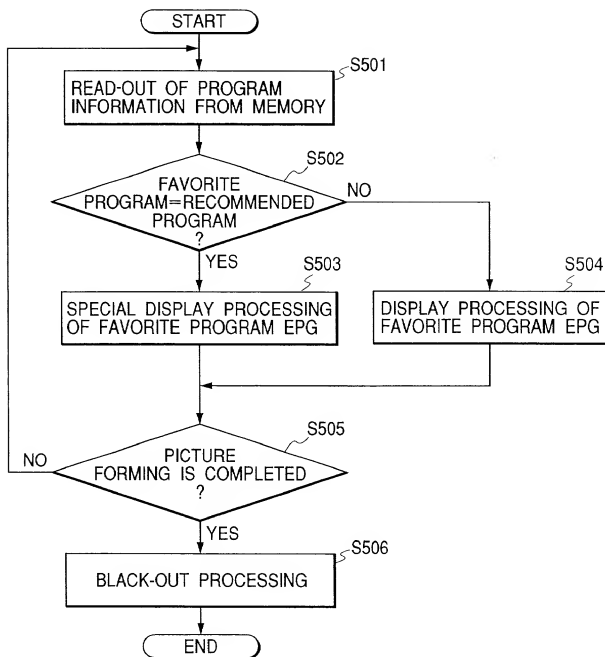 START
S501
READ-OUT OF PROGRAM
INFORMATION FROM MEMORY
S502
FAVORITE
PROGRAM=RECOMMENDED
PROGRAM
?
NO
YES
S503
SPECIAL DISPLAY PROCESSING
OF FAVORITE PROGRAM EPG
S504
DISPLAY PROCESSING OF
FAVORITE PROGRAM EPG
S505
PICTURE
FORMING IS COMPLETED
?
NO
YES
S506
BLACK-OUT PROCESSING
END